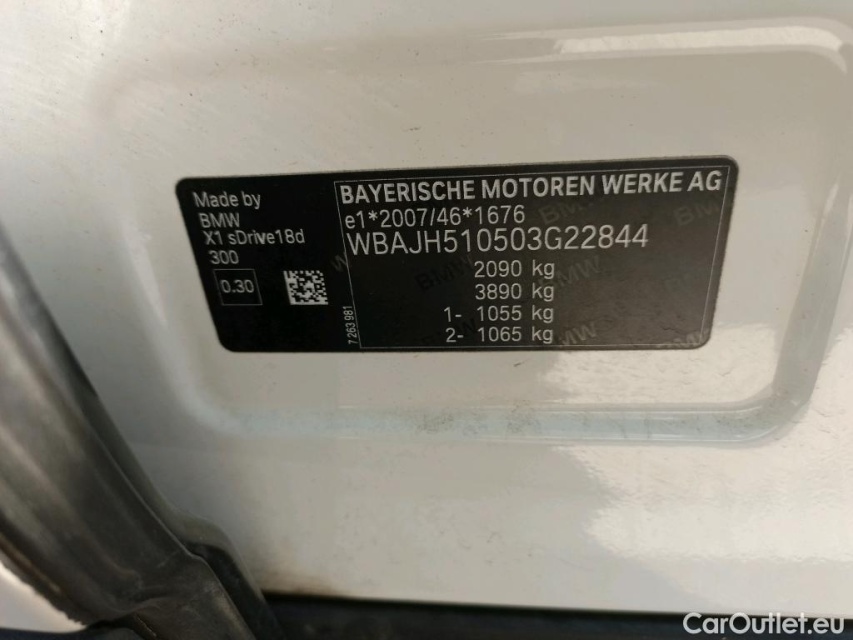 Made by
BMW
X1 sDrive18d
300
0.30
7 263 981
BAYERISCHE MOTOREN WERKE AG
e1*2007/46*1676
WBAJH510503G22844
2090 kg
3890 kg
1- 1055 kg
2- 1065 kg
CarOutlet.eu